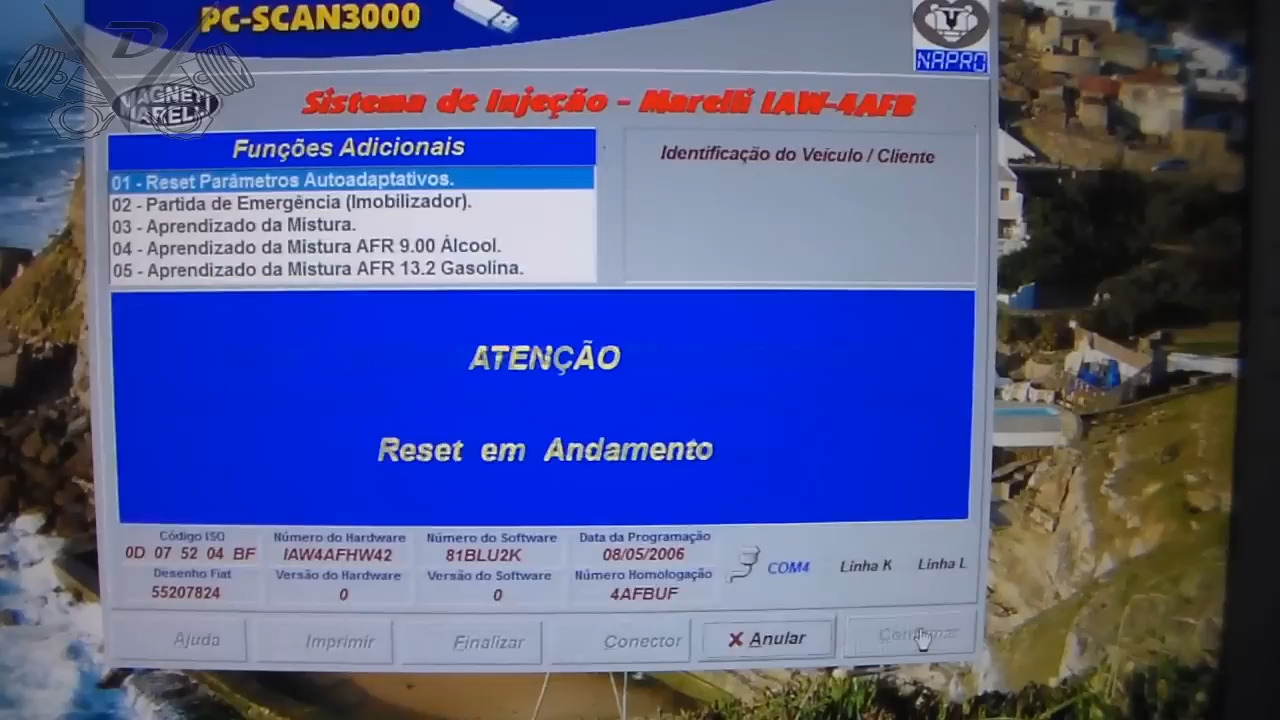 PC-SCAN3000
NAPRO
D
MAGNETI
MARELLI
Sistema de Injeção - Marelli IAW-4AFB
Funções Adicionais
Identificação do Veículo / Cliente
01 - Reset Parâmetros Autoadaptativos.
02 - Partida de Emergência (Imobilizador).
03 - Aprendizado da Mistura.
04 - Aprendizado da Mistura AFR 9.00 Álcool.
05 - Aprendizado da Mistura AFR 13.2 Gasolina.
ATENÇÃO
Reset em Andamento
Código ISO Número do Hardware Número do Software Data da Programação
0D 07 52 04 BF IAW4AFHW42 81BLU2K 08/05/2006
COM4 Linha K Linha L
Desenho Fiat Versão do Hardware Versão do Software Número Homologação
55207824 0 0 4AFBUF
Ajuda Imprimir Finalizar Conector Anular Confirmar